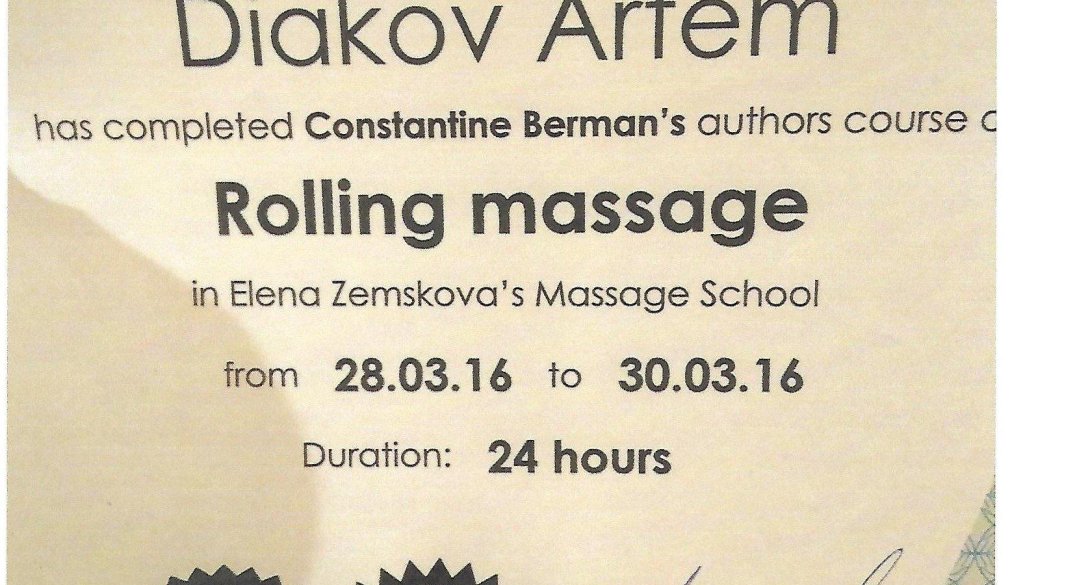 Diakov Artem
has completed Constantine Berman's authors course
Rolling massage
in Elena Zemskova's Massage School
from 28.03.16 to 30.03.16
Duration: 24 hours